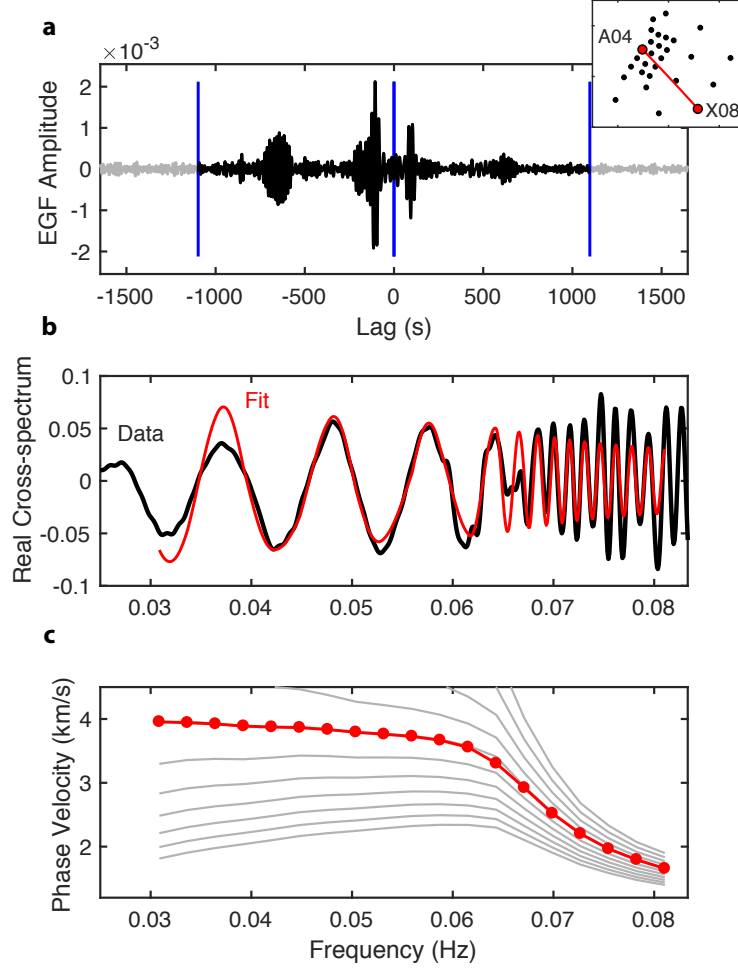 a
×10⁻³
A04
X08
EGF Amplitude
2
1
0
-1
-2
-1500 -1000 -500 0 500 1000 1500
Lag (s)
b
Real Cross-spectrum
0.1
0.05
0
-0.05
-0.1
Fit
Data
0.03 0.04 0.05 0.06 0.07 0.08
c
Phase Velocity (km/s)
4
3
2
0.03 0.04 0.05 0.06 0.07 0.08
Frequency (Hz)